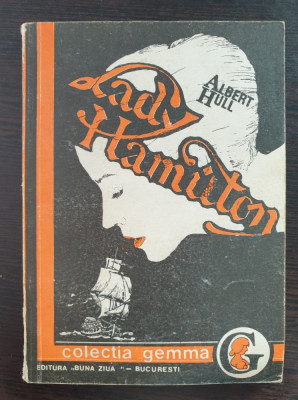 ALBERT
HULL
Lady
Hamilton
colectia gemma
G
EDITURA „BUNA ZIUA" – BUCURESTI